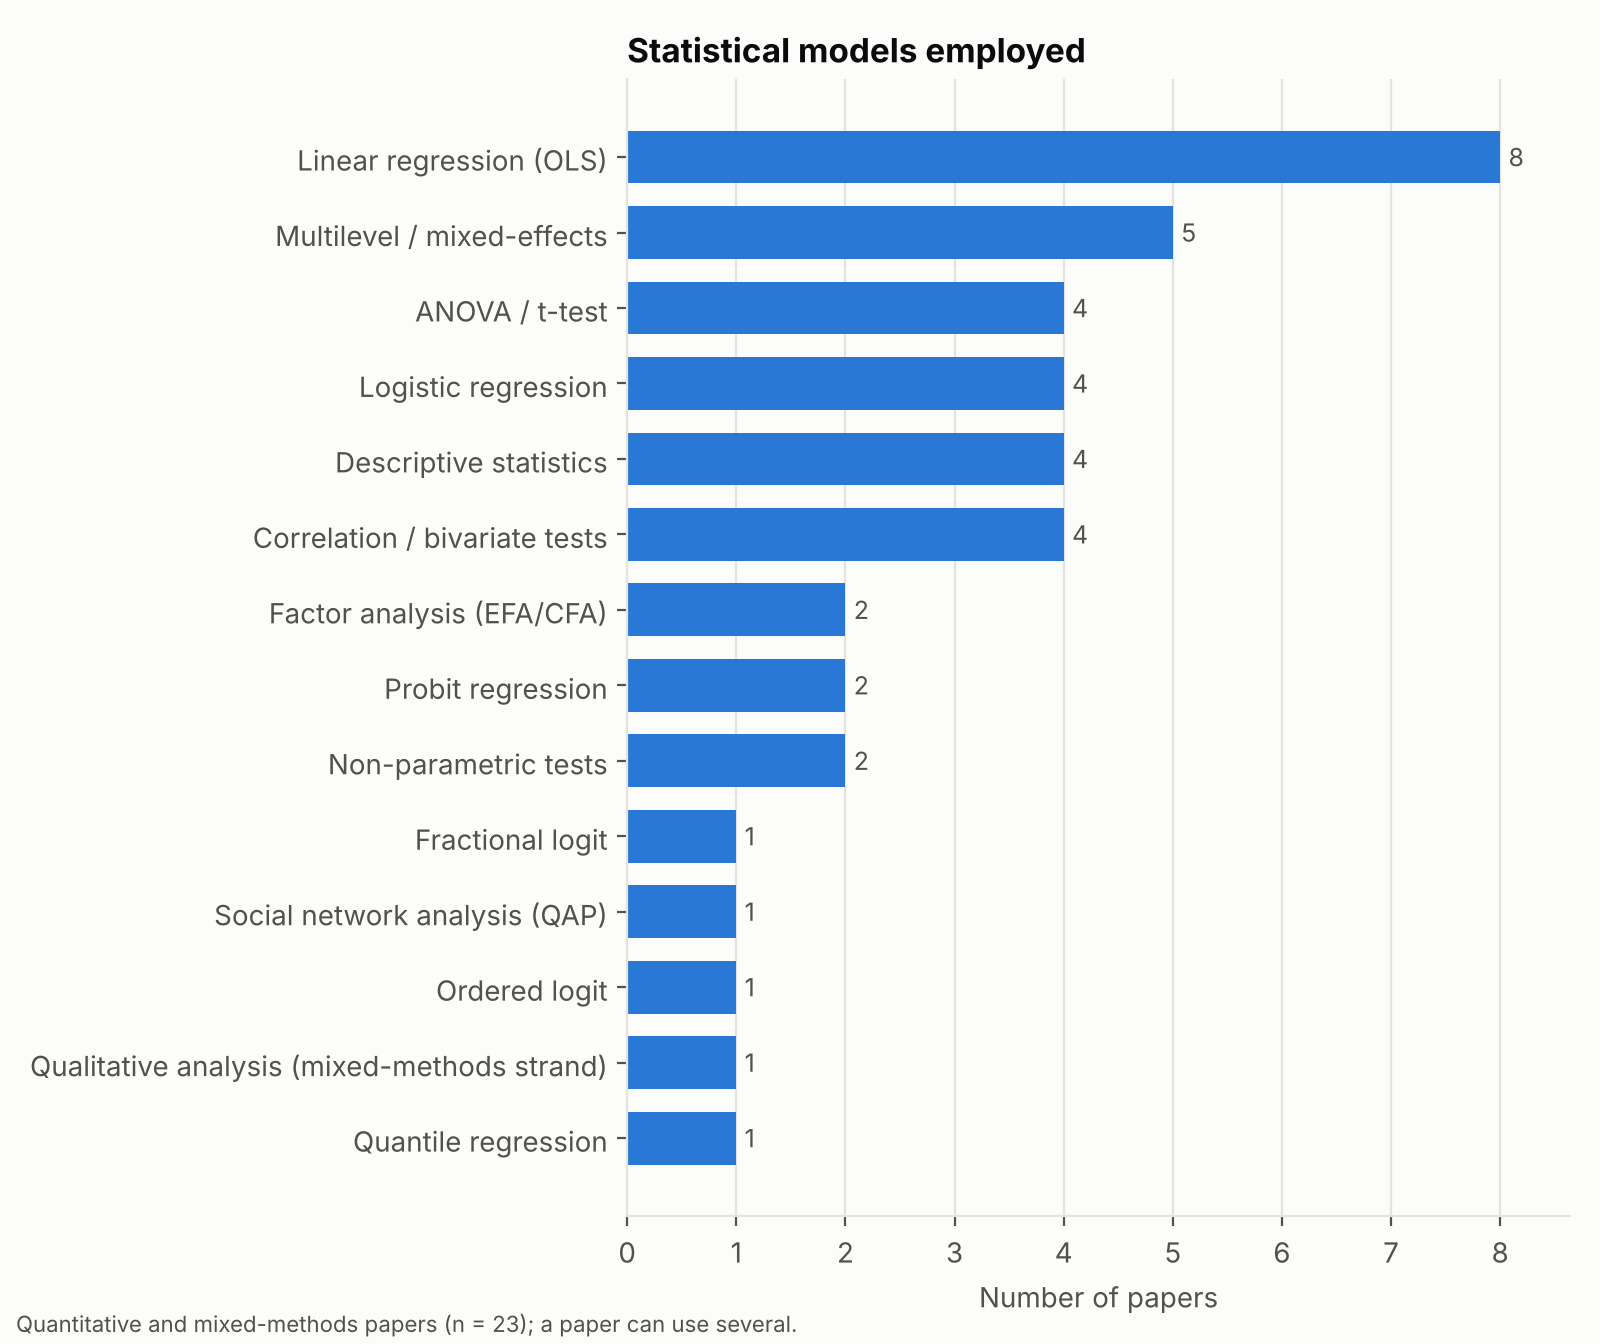 Statistical models employed
Linear regression (OLS) 8
Multilevel / mixed-effects 5
ANOVA / t-test 4
Logistic regression 4
Descriptive statistics 4
Correlation / bivariate tests 4
Factor analysis (EFA/CFA) 2
Probit regression 2
Non-parametric tests 2
Fractional logit 1
Social network analysis (QAP) 1
Ordered logit 1
Qualitative analysis (mixed-methods strand) 1
Quantile regression 1
0 1 2 3 4 5 6 7 8
Number of papers
Quantitative and mixed-methods papers (n = 23); a paper can use several.